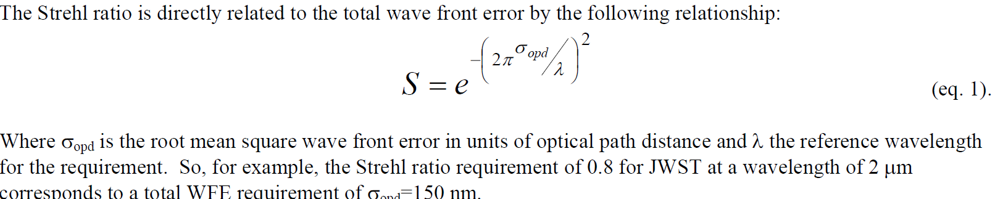 The Strehl ratio is directly related to the total wave front error by the following relationship:
S = e^{-(2π σ_opd/λ)^2} (eq. 1).
Where σ_opd is the root mean square wave front error in units of optical path distance and λ the reference wavelength
for the requirement.  So, for example, the Strehl ratio requirement of 0.8 for JWST at a wavelength of 2 μm
corresponds to a total WFE requirement of σ_opd=150 nm.